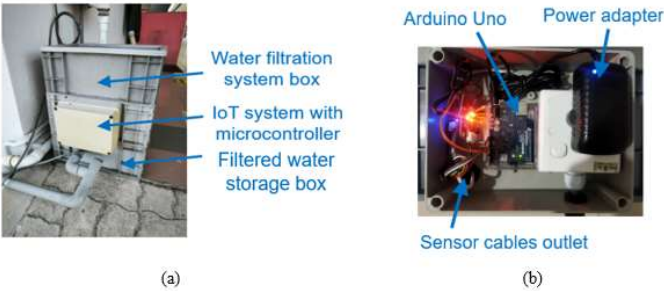 Water filtration
system box
IoT system with
microcontroller
Filtered water
storage box
(a)
Arduino Uno
Power adapter
Sensor cables outlet
(b)